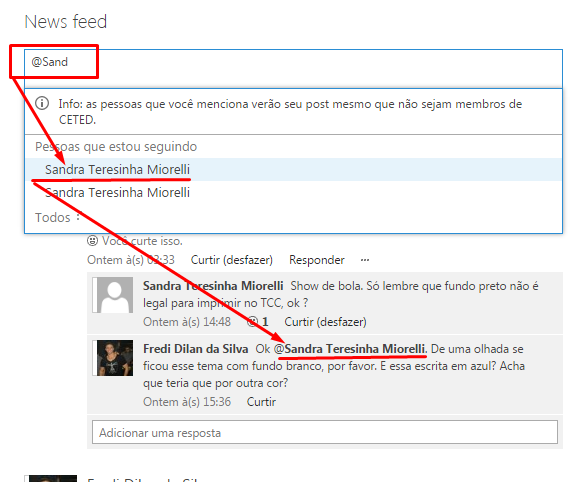 News feed
@Sand
Info: as pessoas que você menciona verão seu post mesmo que não sejam membros de
CETED.
Pessoas que estou seguindo
Sandra Teresinha Miorelli
Sandra Teresinha Miorelli
Todos
Você curte isso.
Ontem à(s) 03:33 Curtir (desfazer) Responder ···
Sandra Teresinha Miorelli Show de bola. Só lembre que fundo preto não é
legal para imprimir no TCC, ok ?
Ontem à(s) 14:48 1 Curtir (desfazer)
Fredi Dilan da Silva Ok @Sandra Teresinha Miorelli. De uma olhada se
ficou esse tema com fundo branco, por favor. E essa escrita em azul? Acha
que teria que por outra cor?
Ontem à(s) 15:36 Curtir
Adicionar uma resposta